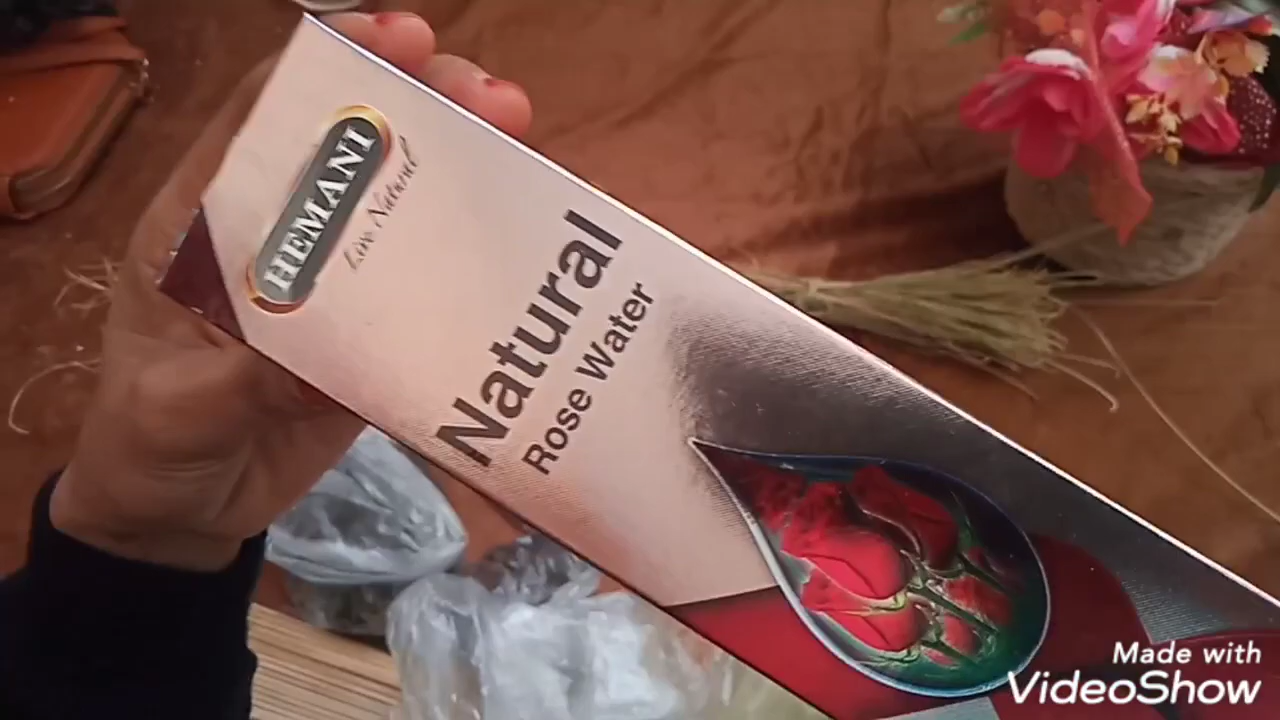 HEMANI
Live Natural
Natural
Rose Water
Made with
VideoShow